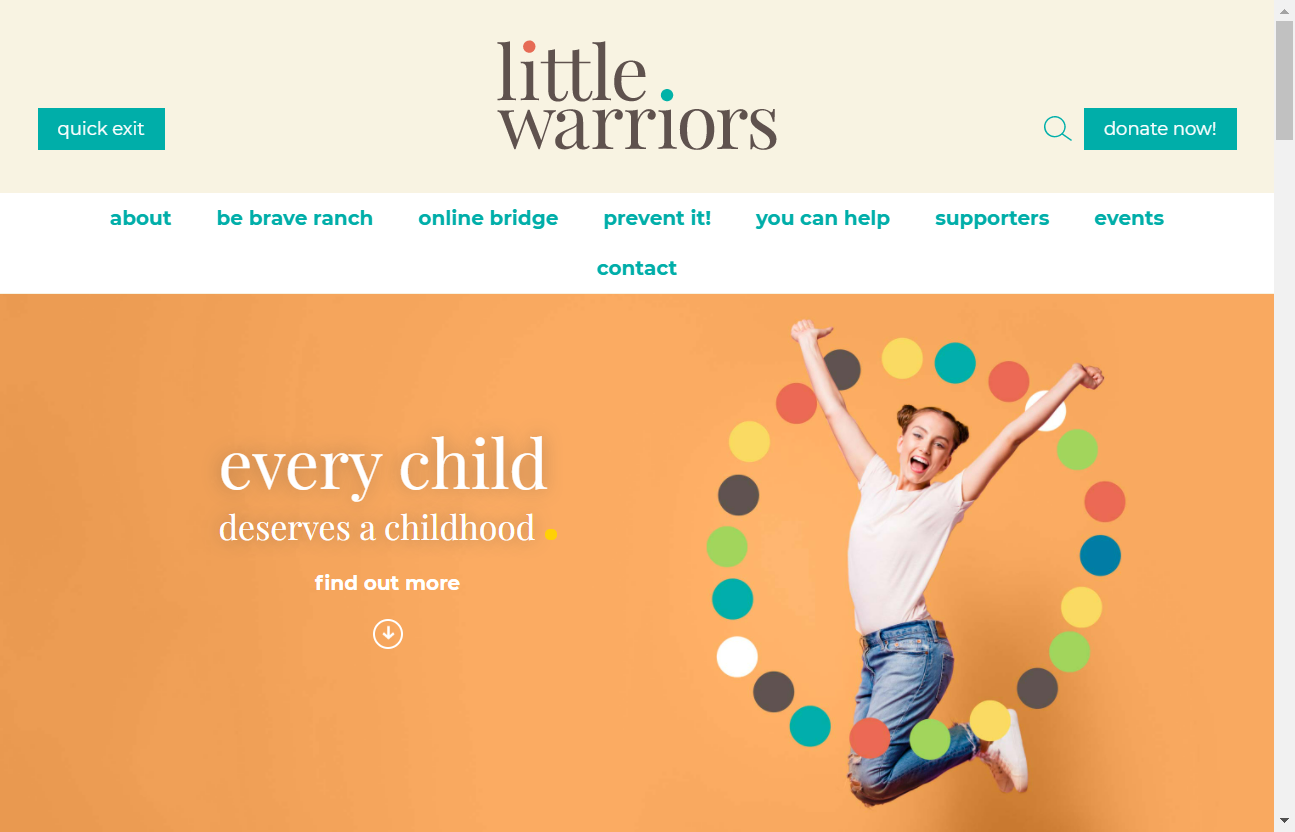 little
warriors
quick exit
donate now!
about
be brave ranch
online bridge
prevent it!
you can help
supporters
events
contact
every child
deserves a childhood .
find out more